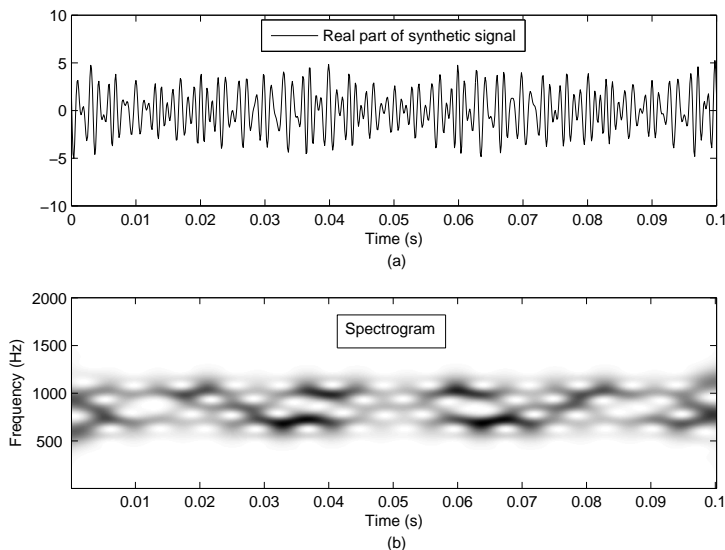 10
5
0
−5
−10
Real part of synthetic signal
0 0.01 0.02 0.03 0.04 0.05 0.06 0.07 0.08 0.09 0.1
Time (s)
(a)
2000
1500
1000
500
Frequency (Hz)
Spectrogram
0.01 0.02 0.03 0.04 0.05 0.06 0.07 0.08 0.09 0.1
Time (s)
(b)